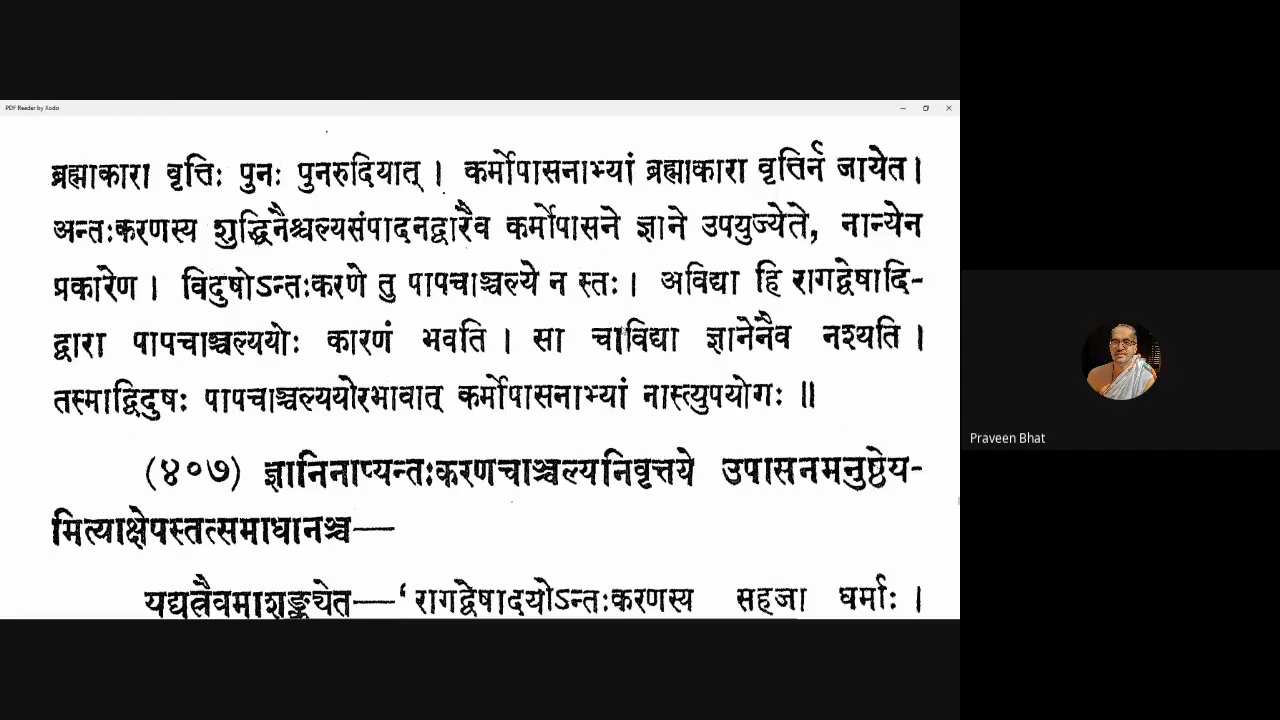 PDF Reader by Xodo
ब्रह्माकारा वृत्तिः पुनः पुनरुदियात् । कर्मोपासनाभ्यां ब्रह्माकारा वृत्तिर्न जायेत ।
अन्तःकरणस्य शुद्धिनैश्चल्यसंपादनद्वारैव कर्मोपासने ज्ञाने उपयुज्येते, नान्येन
प्रकारेण । विदुषोऽन्तःकरणे तु पापचाञ्चल्ये न स्तः । अविद्या हि रागद्वेषादि-
द्वारा पापचाञ्चल्ययोः कारणं भवति । सा चाविद्या ज्ञानेनैव नश्यति ।
तस्माद्विदुषः पापचाञ्चल्ययोरभावात् कर्मोपासनाभ्यां नास्त्युपयोगः ॥
(४०७) ज्ञानिनाप्यन्तःकरणचाञ्चल्यनिवृत्तये उपासनमनुष्ठेय-
मित्याक्षेपस्तत्समाधानञ्च—
यद्यत्रैवमाशङ्क्येत—‘रागद्वेषादयोऽन्तःकरणस्य सहजा धर्माः ।
Praveen Bhat